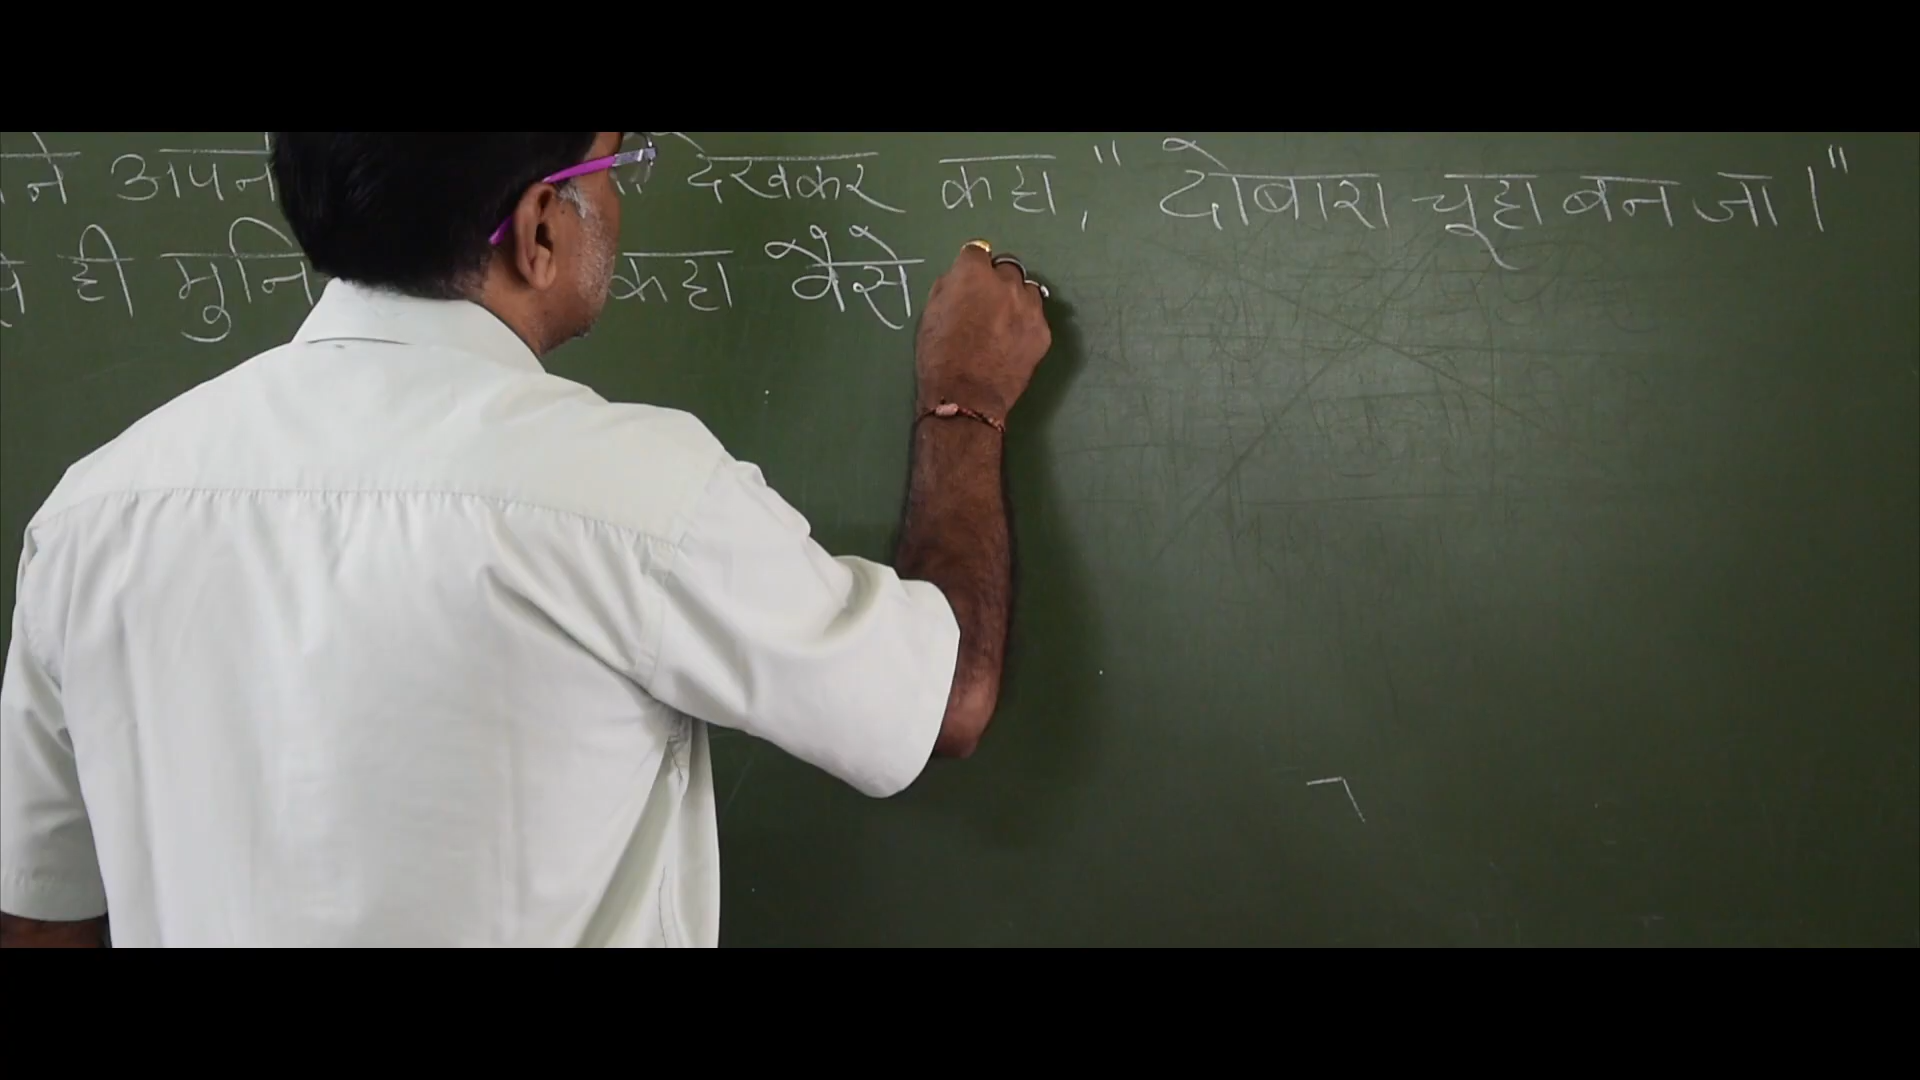 ने अपने देखकर कहा, " दोबारा चूहा बन जा।"
ही मुनि कहा वैसे